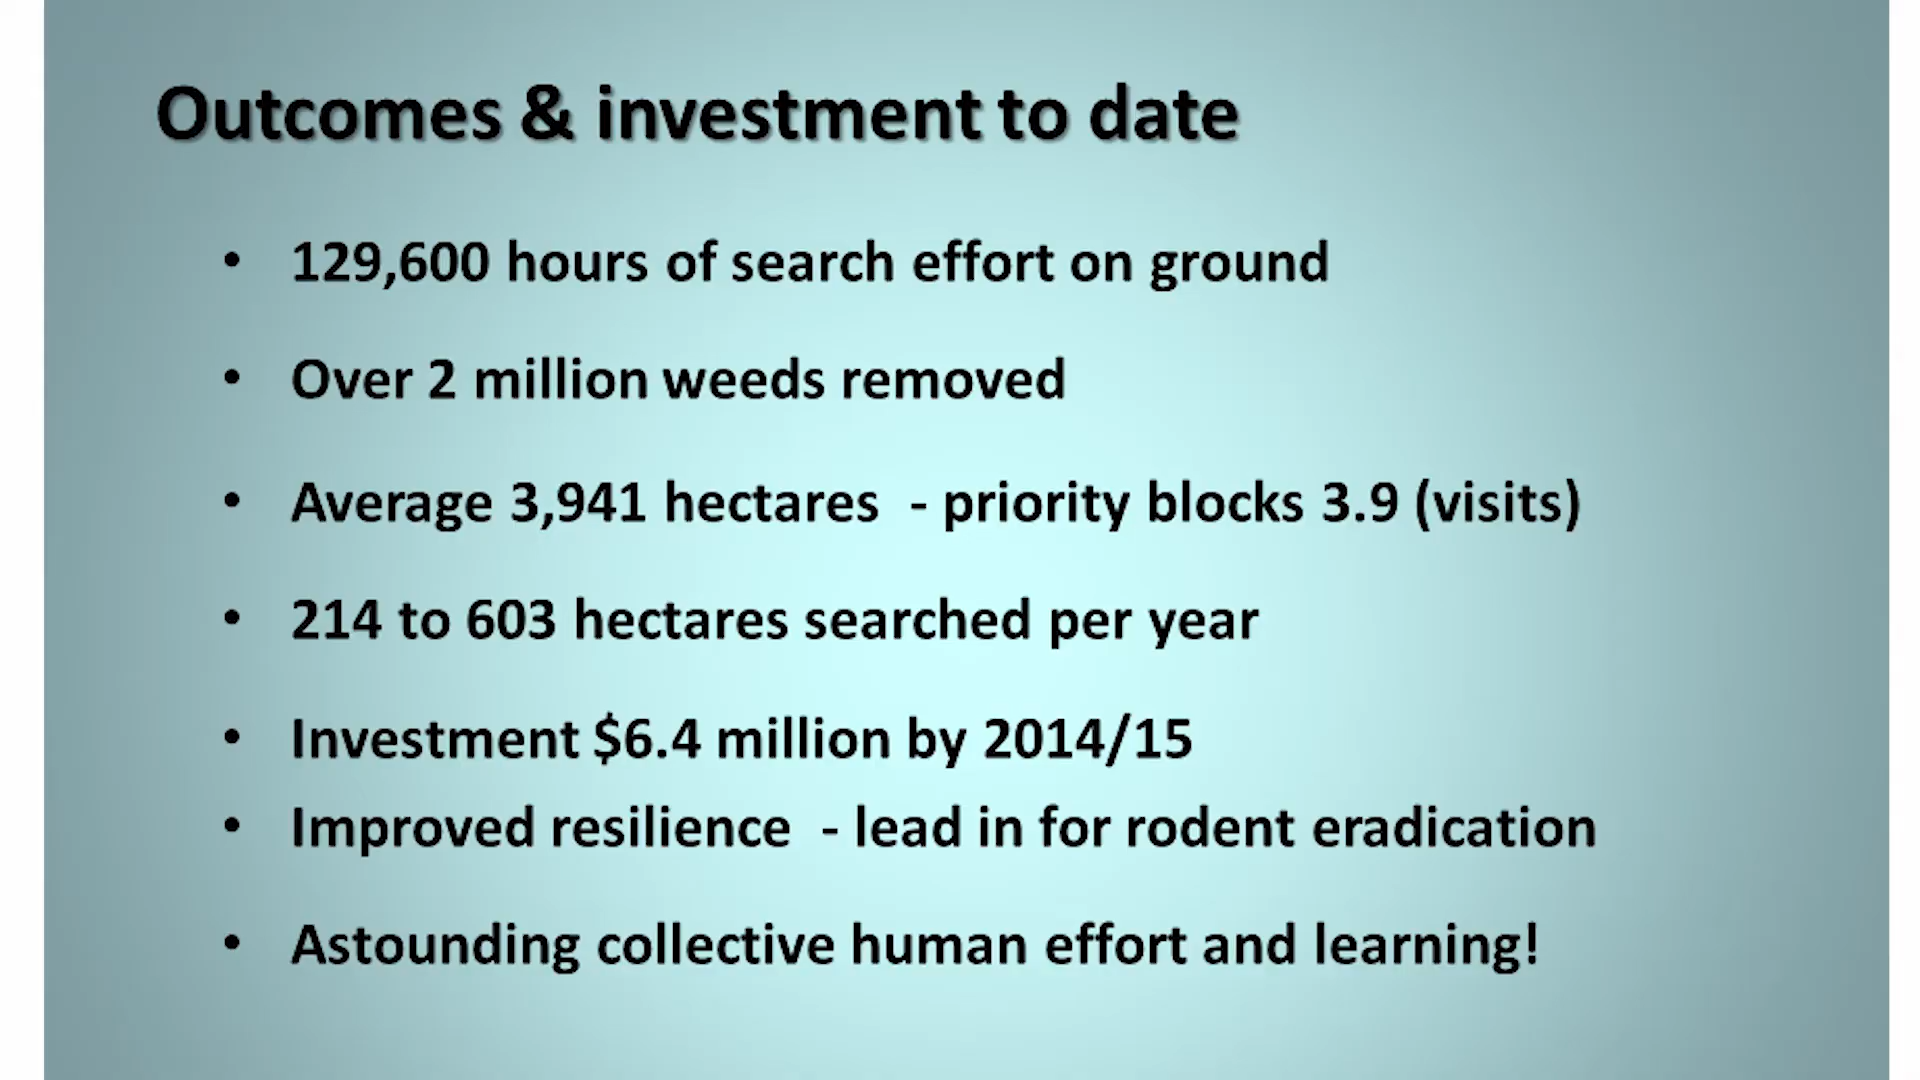 Outcomes & investment to date
• 129,600 hours of search effort on ground
• Over 2 million weeds removed
• Average 3,941 hectares - priority blocks 3.9 (visits)
• 214 to 603 hectares searched per year
• Investment $6.4 million by 2014/15
• Improved resilience - lead in for rodent eradication
• Astounding collective human effort and learning!